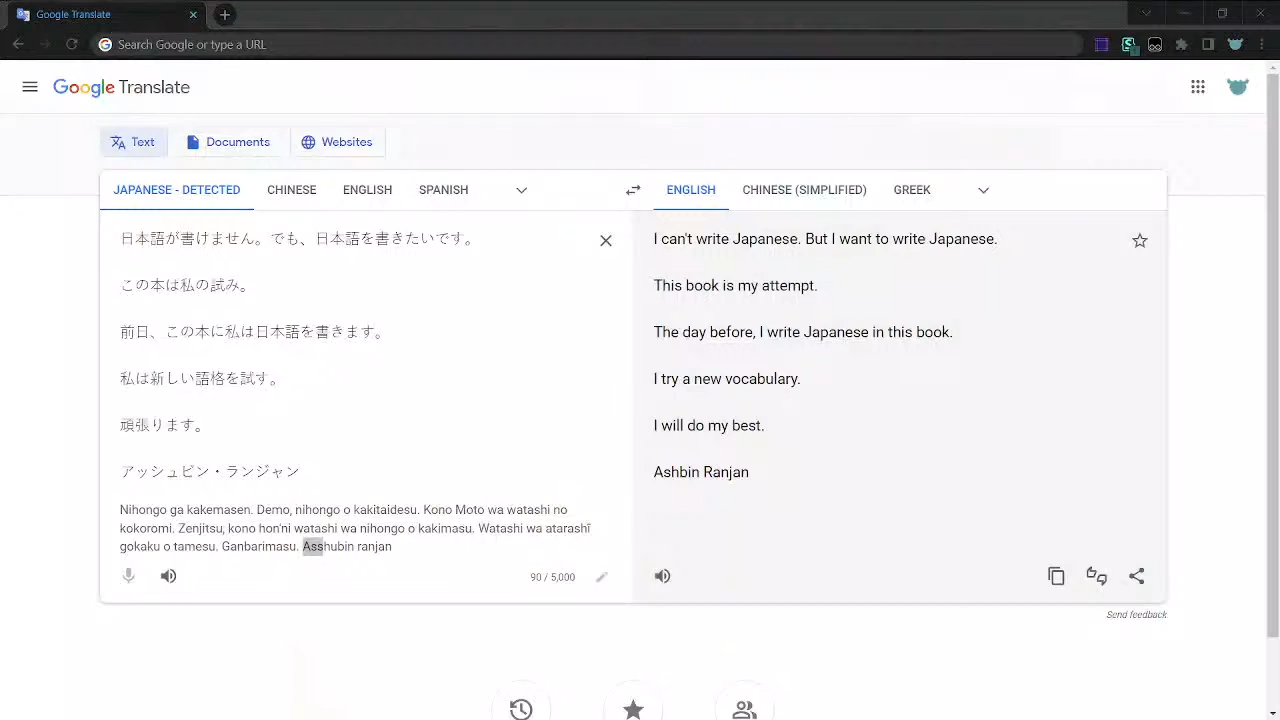 Google Translate
Search Google or type a URL
Google Translate
Text
Documents
Websites
JAPANESE - DETECTED
CHINESE
ENGLISH
SPANISH
ENGLISH
CHINESE (SIMPLIFIED)
GREEK
日本語が書けません。でも、日本語を書きたいです。
この本は私の試み。
前日、この本に私は日本語を書きます。
私は新しい語格を試す。
頑張ります。
アッシュビン・ランジャン
Nihongo ga kakemasen. Demo, nihongo o kakitaidesu. Kono Moto wa watashi no
kokoromi. Zenjitsu, kono hon'ni watashi wa nihongo o kakimasu. Watashi wa atarashī
gokaku o tamesu. Ganbarimasu. Asshubin ranjan
90 / 5,000
I can't write Japanese. But I want to write Japanese.
This book is my attempt.
The day before, I write Japanese in this book.
I try a new vocabulary.
I will do my best.
Ashbin Ranjan
Send feedback